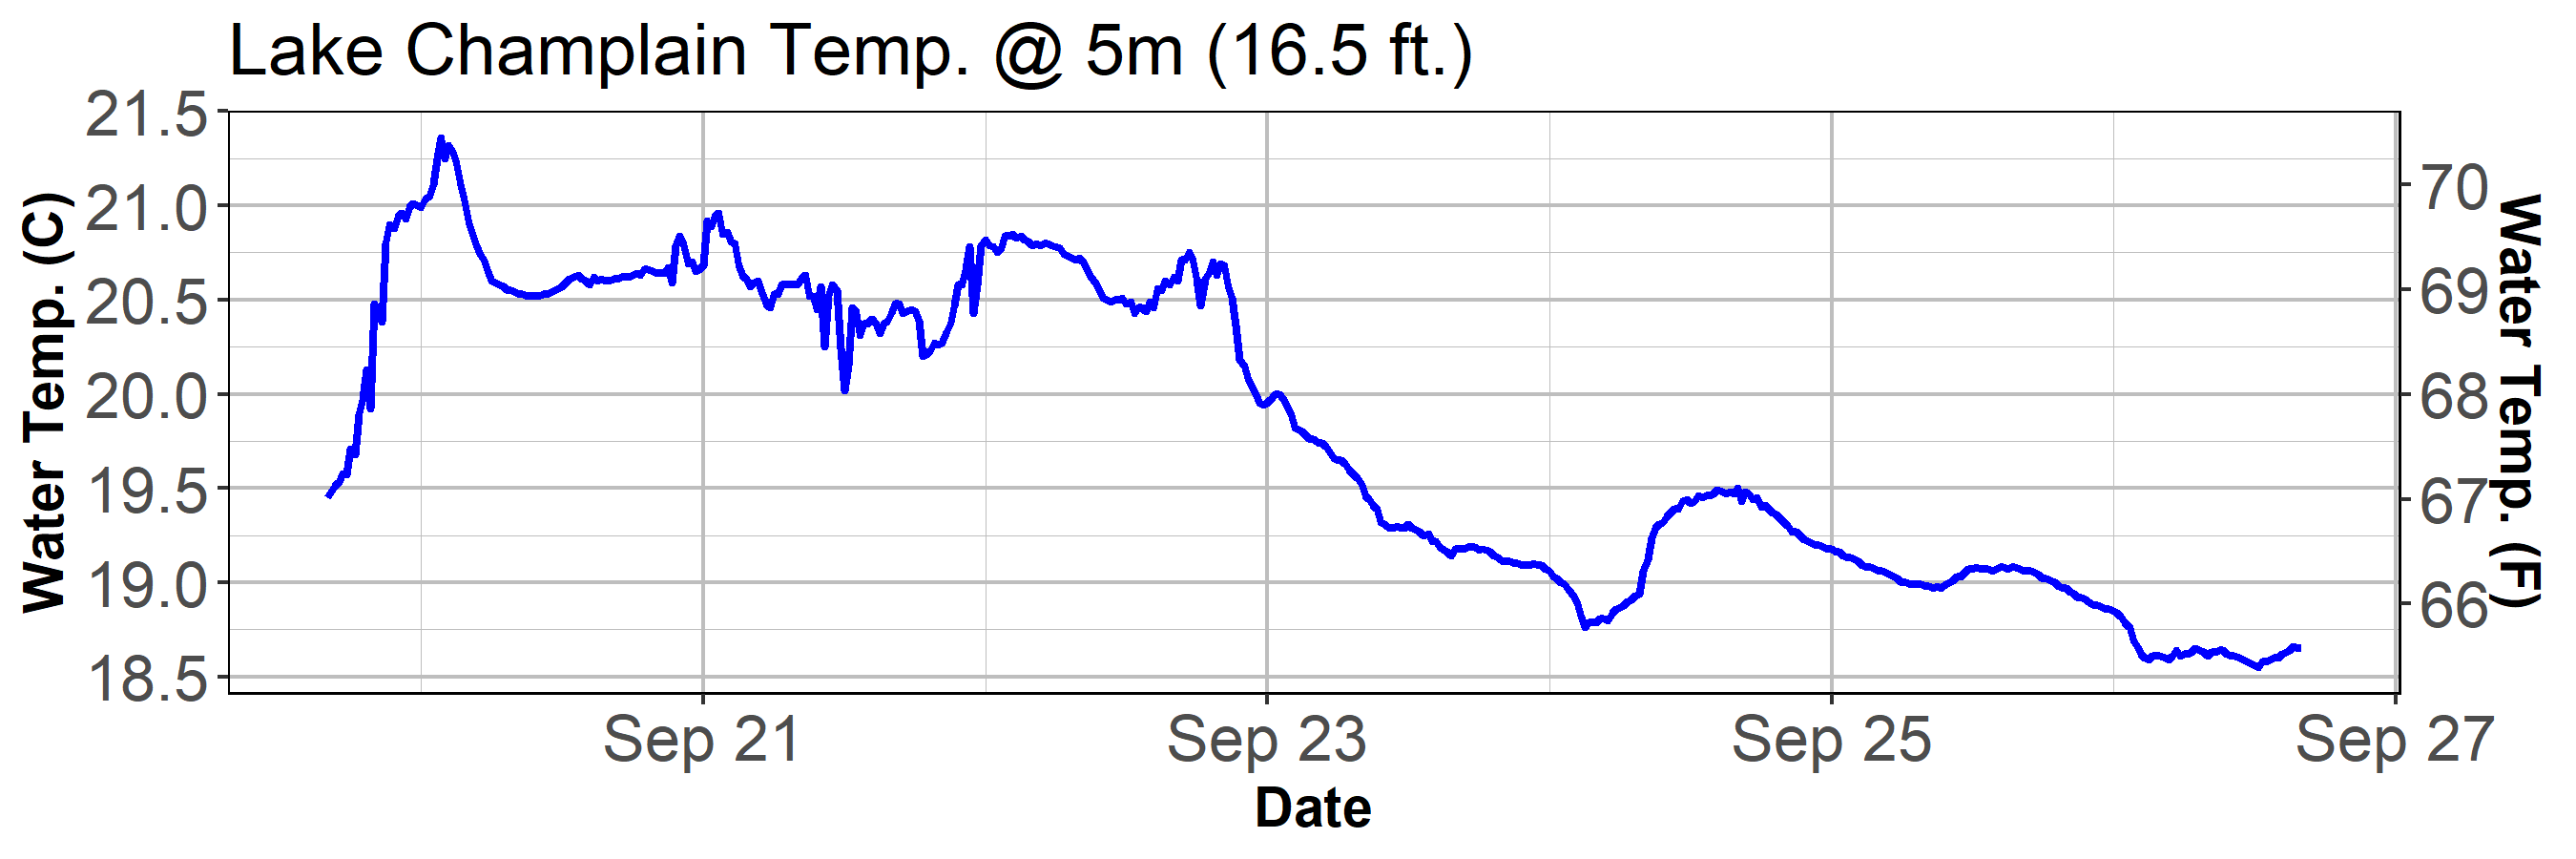 Lake Champlain Temp. @ 5m (16.5 ft.)
Water Temp. (C)
21.5
21.0
20.5
20.0
19.5
19.0
18.5
70
69
68
67
66
Water Temp. (F)
Sep 21
Sep 23
Sep 25
Sep 27
Date